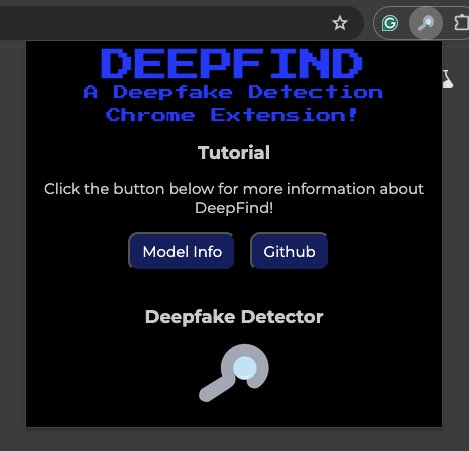 DEEPFIND
A Deepfake Detection
Chrome Extension!
Tutorial
Click the button below for more information about
DeepFind!
Model Info
Github
Deepfake Detector